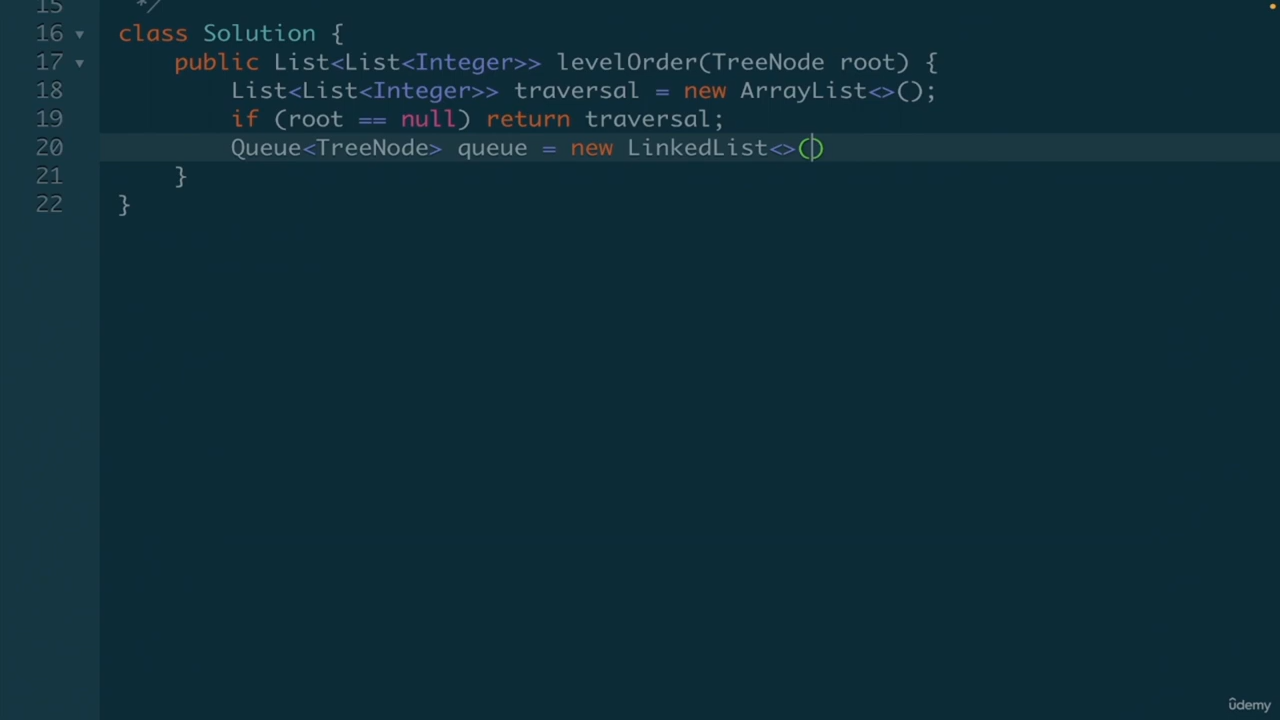 15 */
16 class Solution {
17 public List<List<Integer>> levelOrder(TreeNode root) {
18 List<List<Integer>> traversal = new ArrayList<>();
19 if (root == null) return traversal;
20 Queue<TreeNode> queue = new LinkedList<>()
21 }
22 }
ûdemy